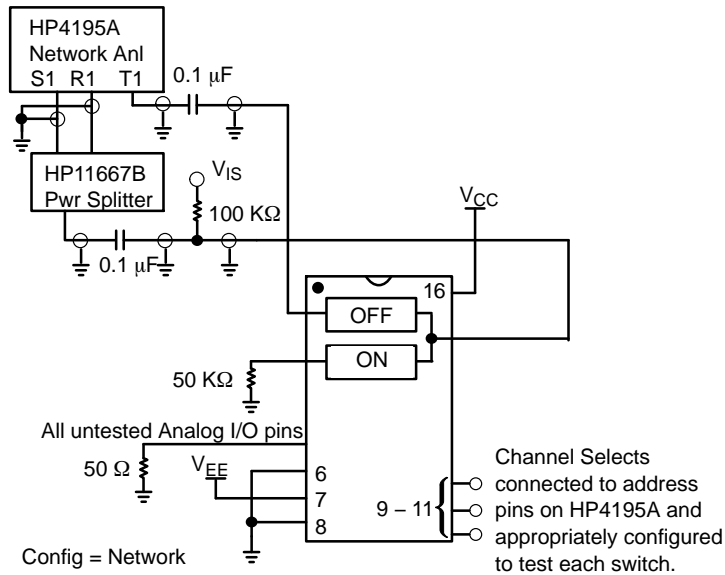 HP4195A
Network Anl
S1 R1 T1
0.1 μF
HP11667B
Pwr Splitter
VIS
100 KΩ
0.1 μF
VCC
16
OFF
ON
50 KΩ
All untested Analog I/O pins
50 Ω
VEE
6
7
8
9 – 11
Channel Selects
connected to address
pins on HP4195A and
appropriately configured
to test each switch.
Config = Network